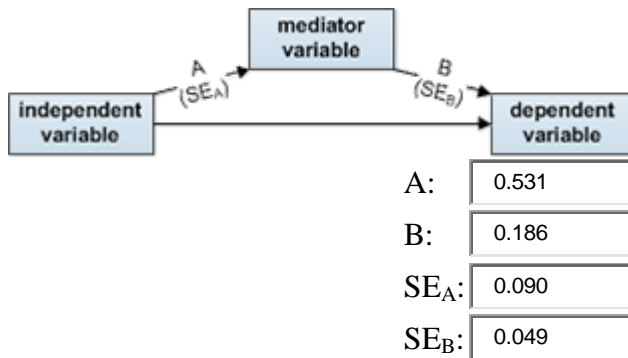 mediator
variable
A
(SEA)
B
(SEB)
independent
variable
dependent
variable
A: 0.531
B: 0.186
SEA: 0.090
SEB: 0.049